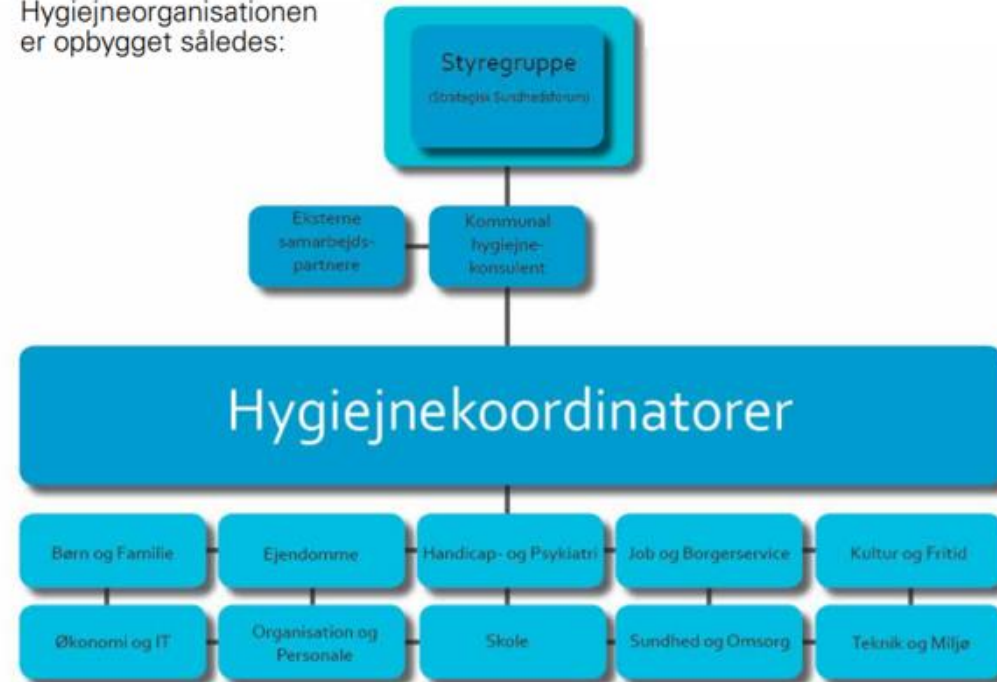 Hygiejneorganisationen
er opbygget således:
Styregruppe
(Strategisk Sundhedsforum)
Eksterne
samarbejds-
partnere
Kommunal
hygiejne-
konsulent
Hygiejnekoordinatorer
Børn og Familie
Ejendomme
Handicap- og Psykiatri
Job og Borgerservice
Kultur og Fritid
Økonomi og IT
Organisation og
Personale
Skole
Sundhed og Omsorg
Teknik og Miljø